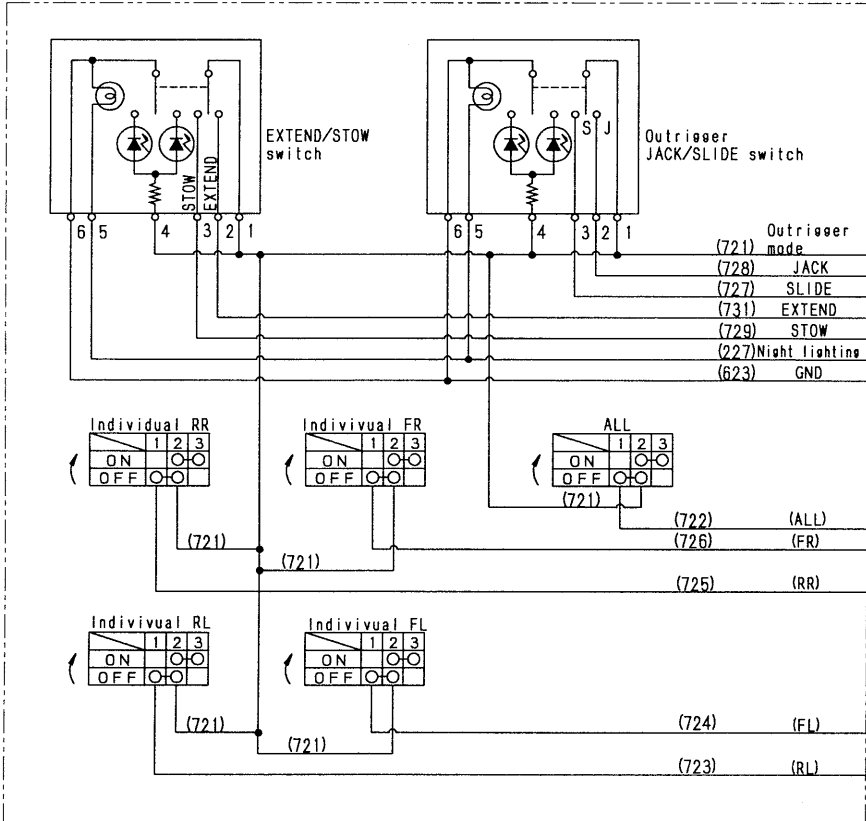 EXTEND/STOW
switch
STOW
EXTEND
6 5 4 3 2 1
S J
Outrigger
JACK/SLIDE switch
6 5 4 3 2 1
(721) Outrigger
mode
(728) JACK
(727) SLIDE
(731) EXTEND
(729) STOW
(227) Night lighting
(623) GND
Individual RR
1 2 3
ON
OFF
(721)
Indivivual FR
1 2 3
ON
OFF
(721)
ALL
1 2 3
ON
OFF
(721)
(722) (ALL)
(726) (FR)
(725) (RR)
Indivivual RL
1 2 3
ON
OFF
(721)
Indivivual FL
1 2 3
ON
OFF
(721)
(724) (FL)
(723) (RL)